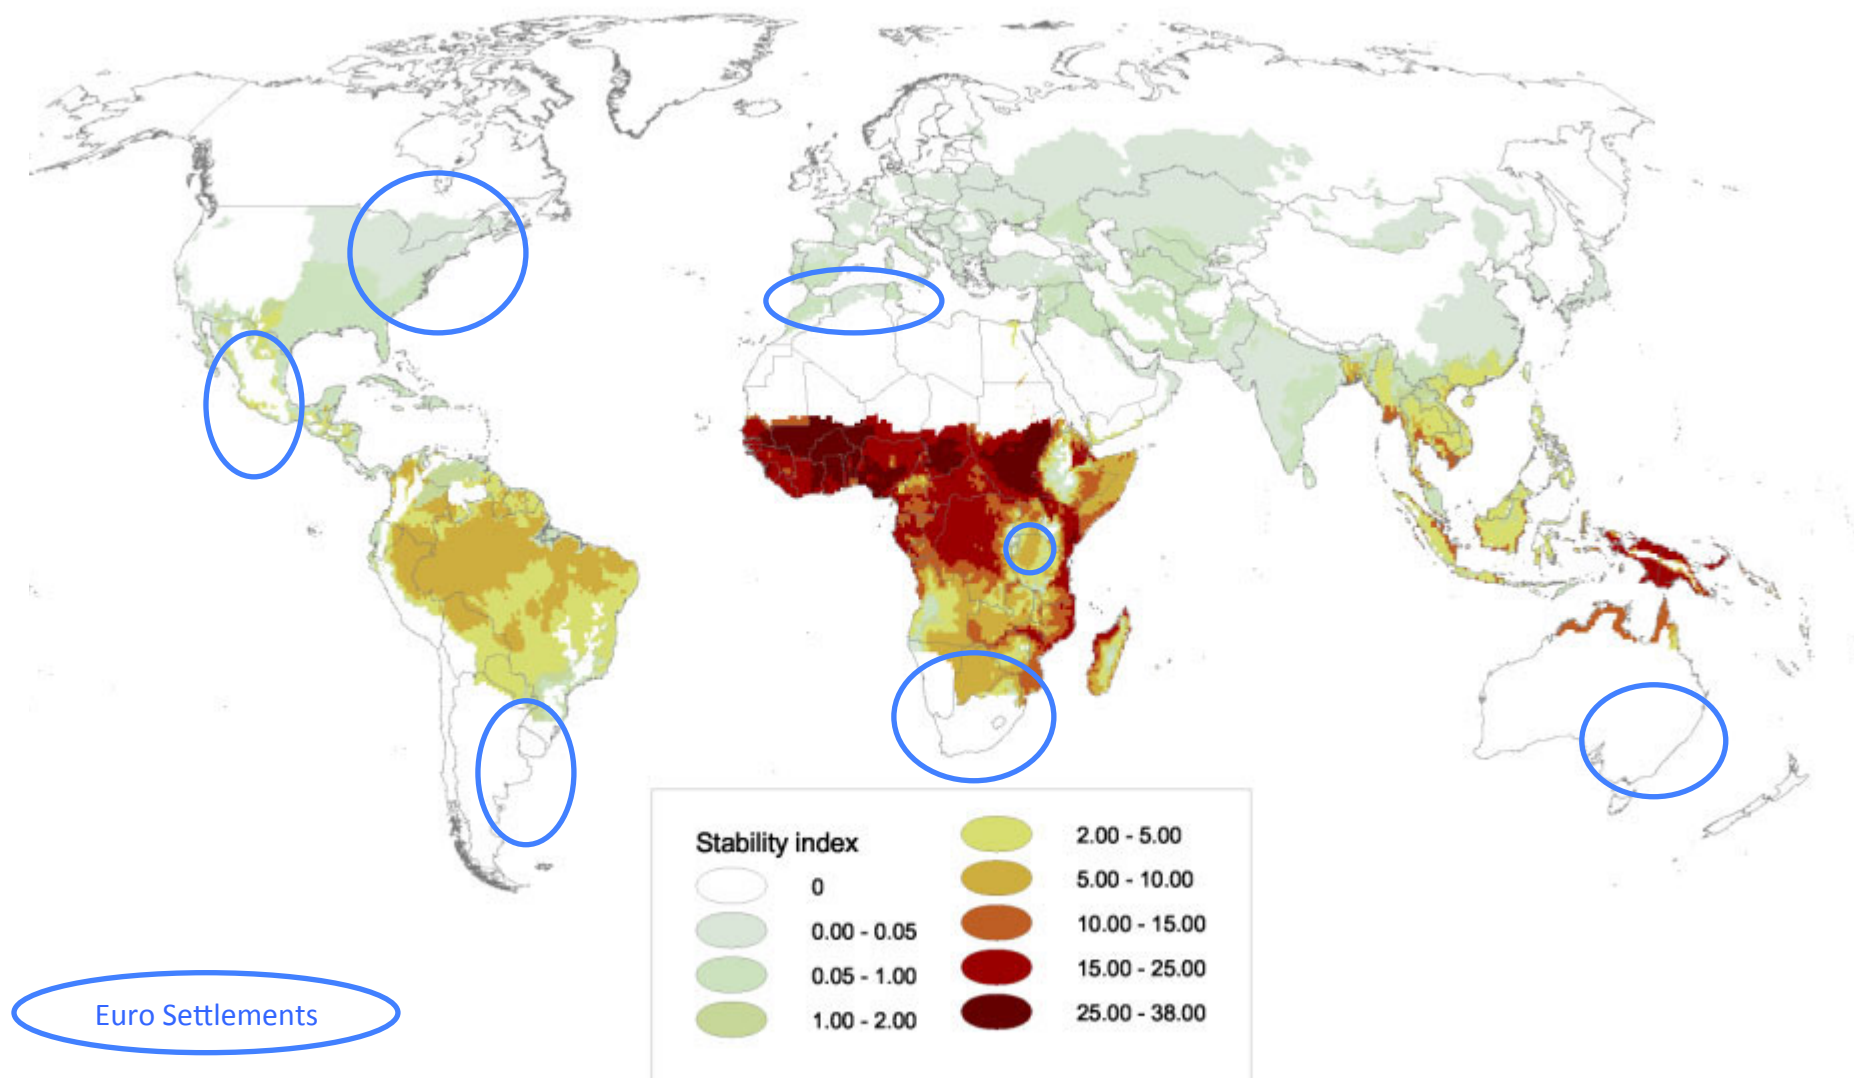 Stability index
0
0.00 - 0.05
0.05 - 1.00
1.00 - 2.00
2.00 - 5.00
5.00 - 10.00
10.00 - 15.00
15.00 - 25.00
25.00 - 38.00
Euro Settlements